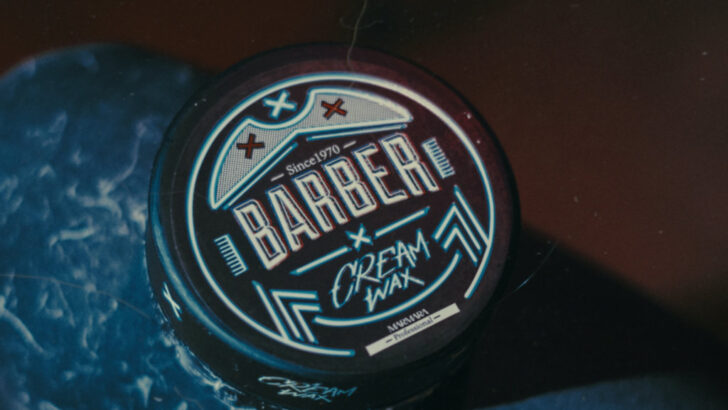 — Since1970 —
BARBER
CREAM
WAX
MARMARA
— Professional —
CREAM
WAX